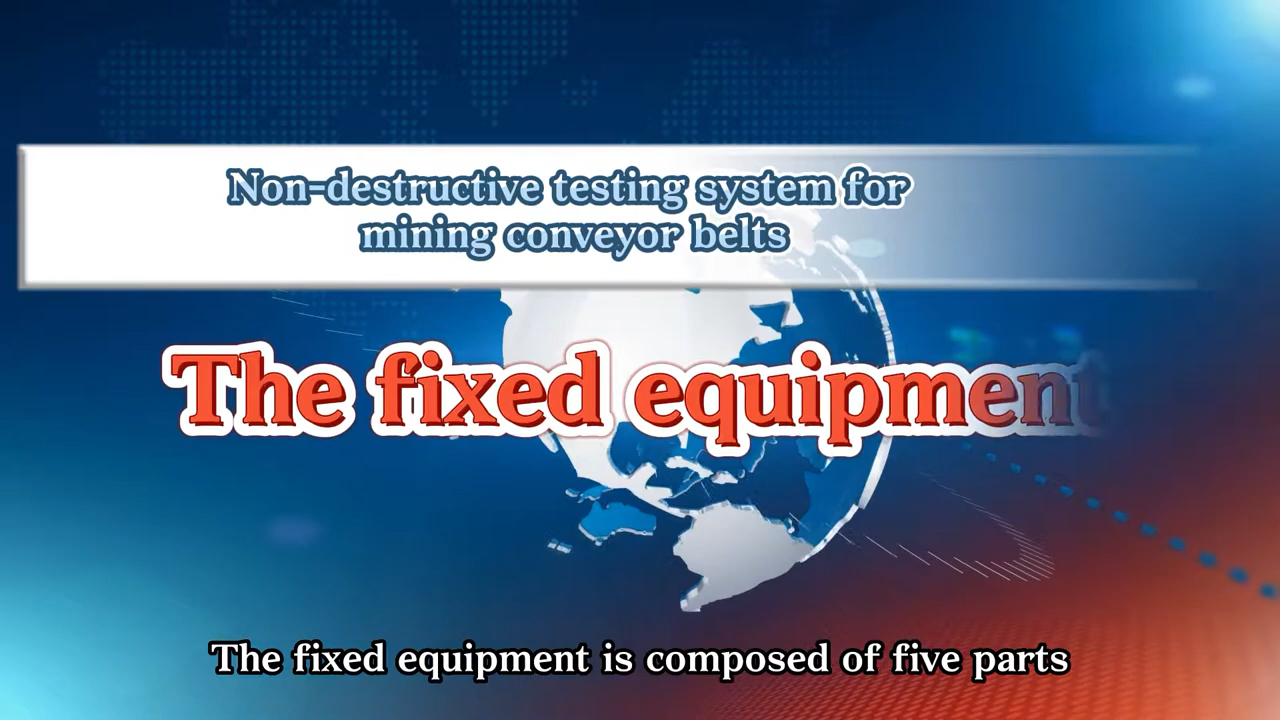 Non-destructive testing system for
mining conveyor belts
The fixed equipment
The fixed equipment is composed of five parts